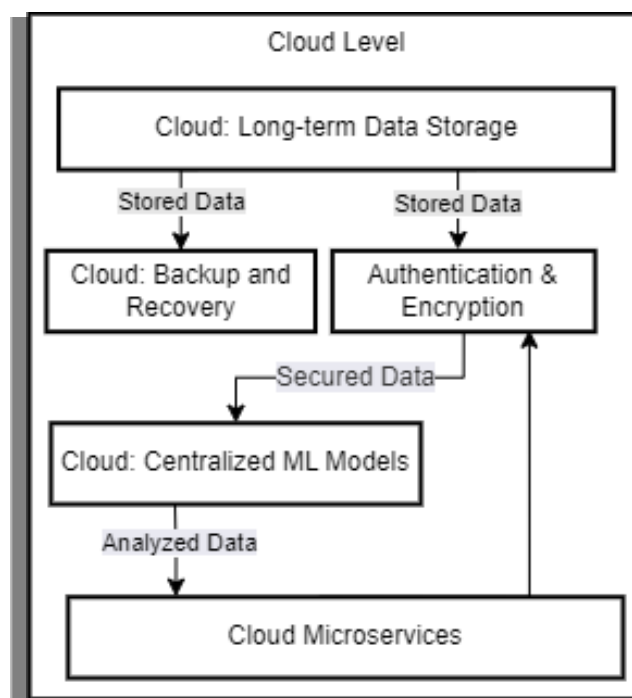 Cloud Level
Cloud: Long-term Data Storage
Stored Data
Stored Data
Cloud: Backup and
Recovery
Authentication &
Encryption
Secured Data
Cloud: Centralized ML Models
Analyzed Data
Cloud Microservices